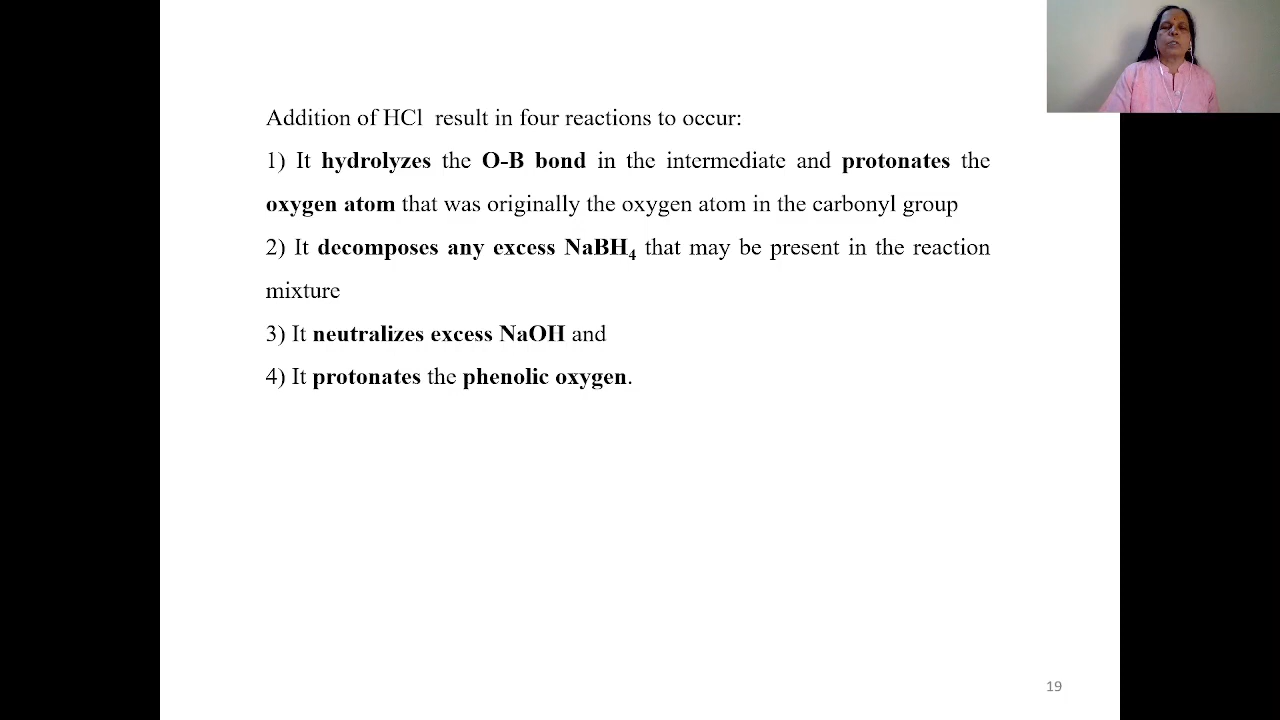 Addition of HCl result in four reactions to occur:
1) It hydrolyzes the O-B bond in the intermediate and protonates the
oxygen atom that was originally the oxygen atom in the carbonyl group
2) It decomposes any excess NaBH₄ that may be present in the reaction
mixture
3) It neutralizes excess NaOH and
4) It protonates the phenolic oxygen.
19